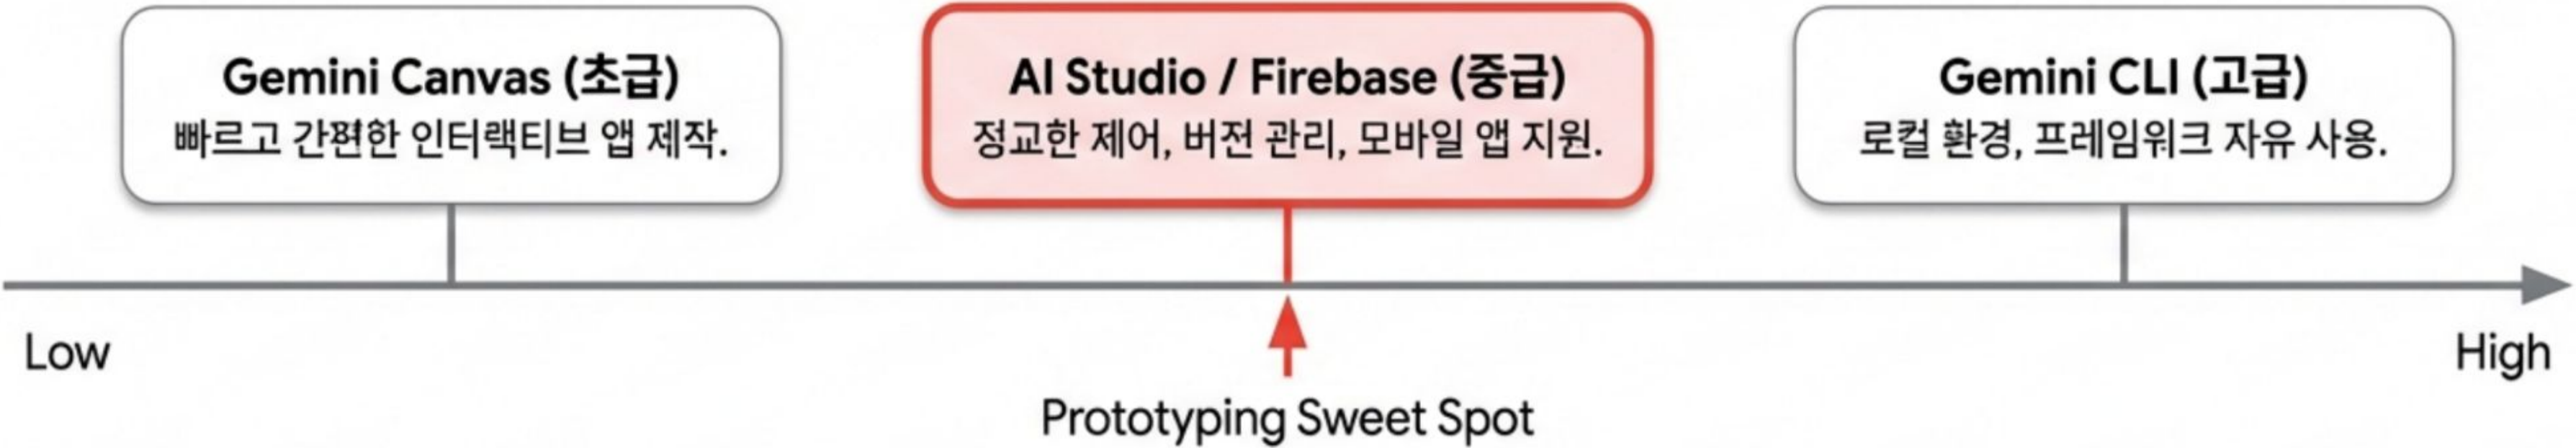 Gemini Canvas (초급)
빠르고 간편한 인터랙티브 앱 제작.
AI Studio / Firebase (중급)
정교한 제어, 버젼 관리, 모바일 앱 지원.
Gemini CLI (고급)
로컬 환경, 프레임워크 자유 사용.
Low
High
Prototyping Sweet Spot